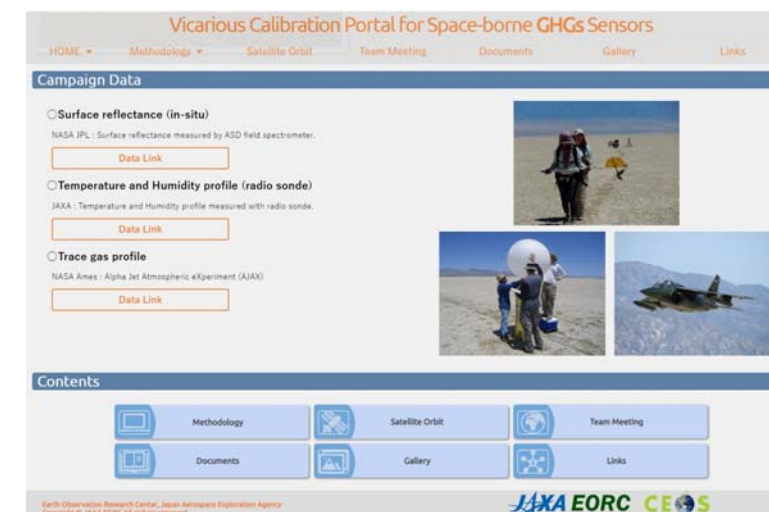 Vicarious Calibration Portal for Space-borne GHGs Sensors
HOME ▼ Methodology ▼ Satellite Orbit Team Meeting Documents Gallery Links
Campaign Data
○Surface reflectance (in-situ)
NASA JPL : Surface reflectance measured by ASD field spectrometer.
Data Link
○Temperature and Humidity profile (radio sonde)
JAXA : Temperature and Humidity profile measured with radio sonde.
Data Link
○Trace gas profile
NASA Ames : Alpha Jet Atmospheric eXperiment (AJAX)
Data Link
Contents
Methodology Satellite Orbit Team Meeting
Documents Gallery Links
Earth Observation Research Center, Japan Aerospace Exploration Agency
JAXA EORC CEOS